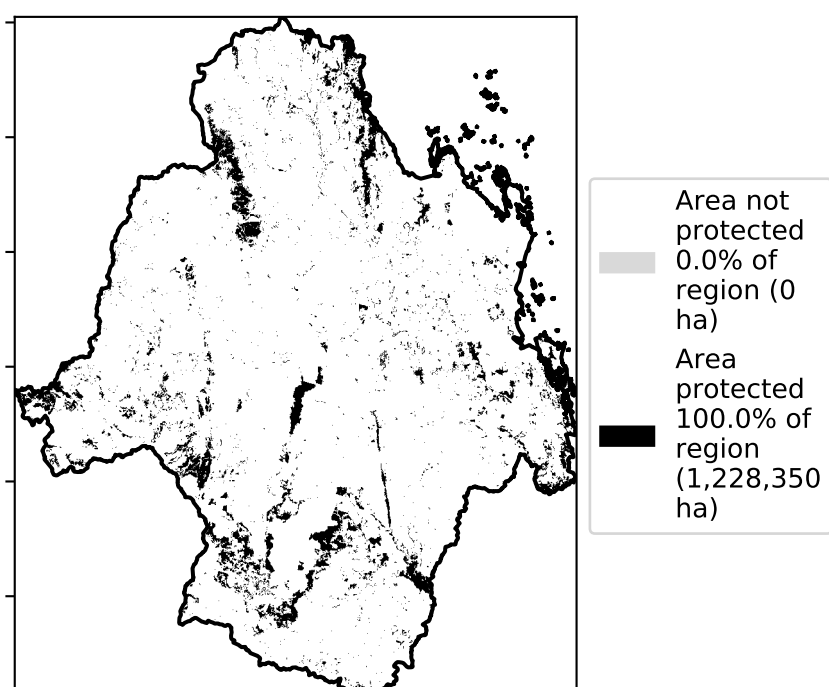 Area not
protected
0.0% of
region (0
ha)
Area
protected
100.0% of
region
(1,228,350
ha)